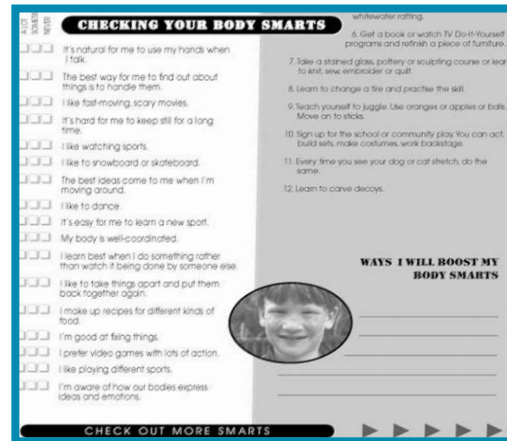 A LOT
NEVER
CHECKING YOUR BODY SMARTS
It's natural for me to use my hands when
I talk.
The best way for me to find out about
things is to handle them.
I like fast-moving, scary movies.
It's hard for me to keep still for a long
time.
I like watching sports.
I like to snowboard or skateboard.
The best ideas come to me when I'm
moving around.
I like to dance.
It's easy for me to learn a new sport.
My body is well-coordinated.
I learn best when I do something rather
than watch it being done by someone else.
I like to take things apart and put them
back together again.
I make up recipes for different kinds of
food.
I'm good at fixing things.
I prefer video games with lots of action.
I like playing different sports.
I'm aware of how our bodies express
ideas and emotions.
CHECK OUT MORE SMARTS
whitewater rafting.
6. Get a book or watch TV Do-It-Yourself
programs and refinish a piece of furniture.
7. Take a stained glass, pottery or sculpting course or lear
to knit, sew, embroider or quilt.
8. Learn to change a tire and practise the skill.
9. Teach yourself to juggle. Use oranges or apples or balls.
Move on to sticks.
10. Sign up for the school or community play. You can act,
build sets, make costumes, work backstage.
11. Every time you see your dog or cat stretch, do the
same.
12. Learn to carve decoys.
WAYS I WILL BOOST MY
BODY SMARTS